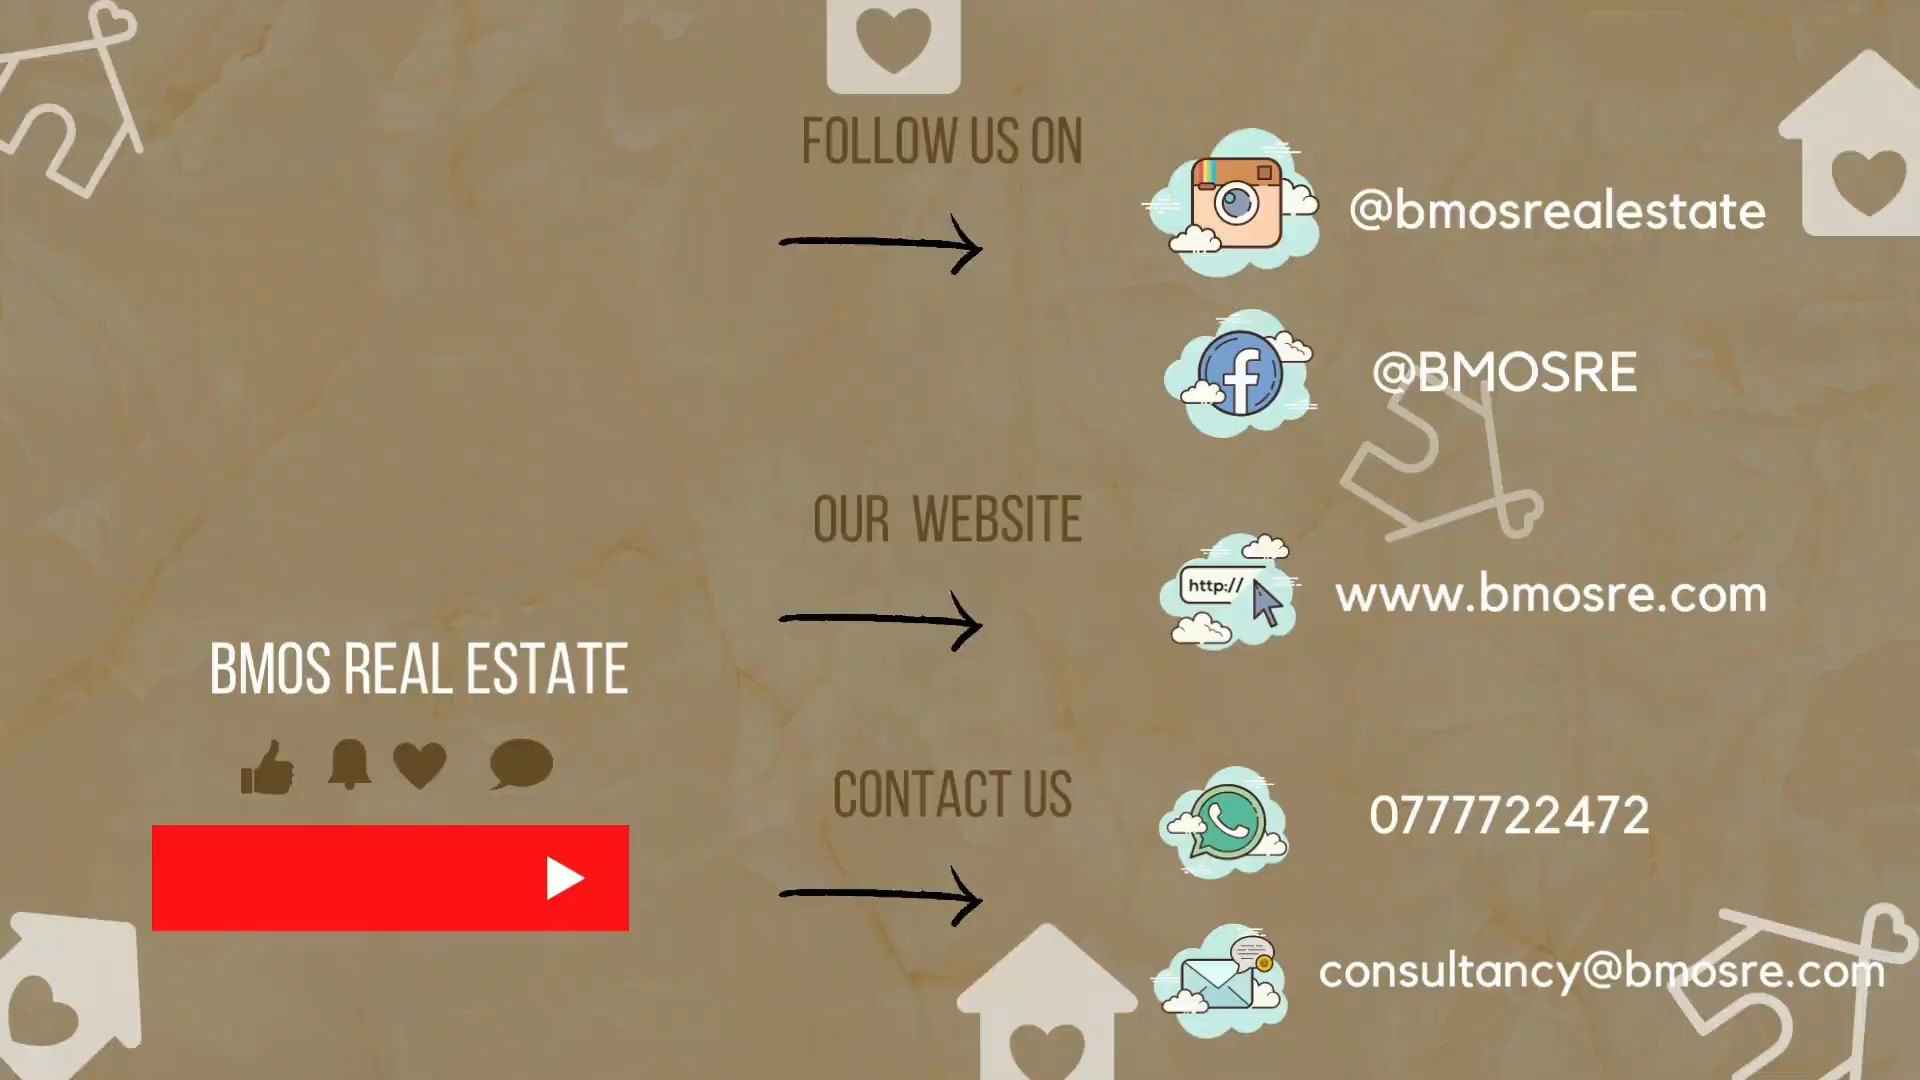 FOLLOW US ON
@bmosrealestate
@BMOSRE
OUR WEBSITE
http://
www.bmosre.com
BMOS REAL ESTATE
CONTACT US
0777722472
consultancy@bmosre.com